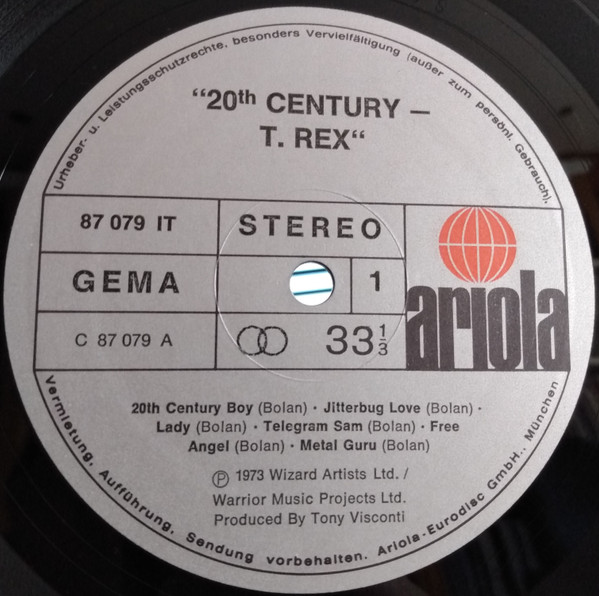 Urheber- u. Leistungsschutzrechte, besonders Vervielfältigung (außer zum persönl. Gebrauch),
“20th CENTURY –
T. REX“
87 079 IT
STEREO
GEMA
1
C 87 079 A
33 1/3
ariola
20th Century Boy (Bolan) · Jitterbug Love (Bolan) ·
Lady (Bolan) · Telegram Sam (Bolan) · Free
Angel (Bolan) · Metal Guru (Bolan)
Ⓟ 1973 Wizard Artists Ltd. /
Warrior Music Projects Ltd.
Produced By Tony Visconti
Vermietung, Aufführung, Sendung vorbehalten. Ariola-Eurodisc GmbH., München